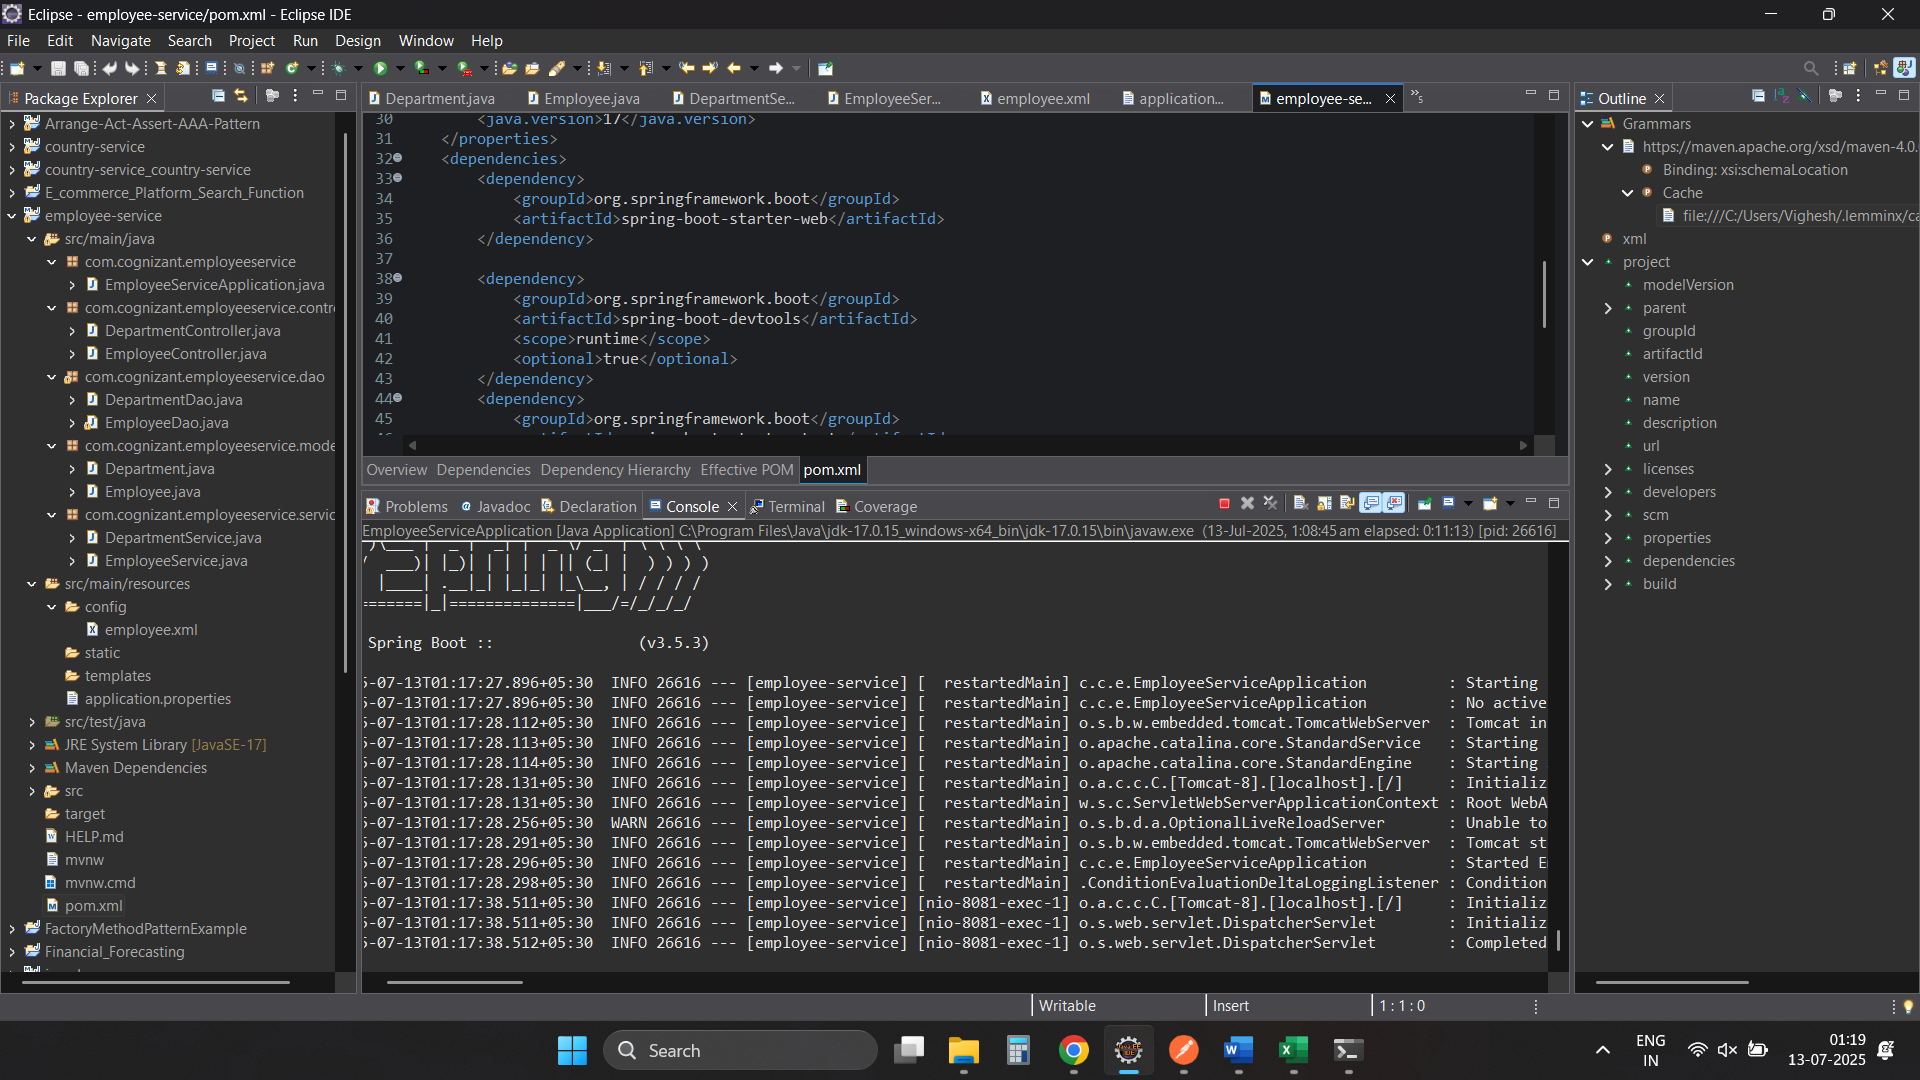 Eclipse - employee-service/pom.xml - Eclipse IDE
File Edit Navigate Search Project Run Design Window Help
Package Explorer
Arrange-Act-Assert-AAA-Pattern
country-service
country-service_country-service
E_commerce_Platform_Search_Function
employee-service
src/main/java
com.cognizant.employeeservice
EmployeeServiceApplication.java
com.cognizant.employeeservice.contr
DepartmentController.java
EmployeeController.java
com.cognizant.employeeservice.dao
DepartmentDao.java
EmployeeDao.java
com.cognizant.employeeservice.mode
Department.java
Employee.java
com.cognizant.employeeservice.servic
DepartmentService.java
EmployeeService.java
src/main/resources
config
employee.xml
static
templates
application.properties
src/test/java
JRE System Library [JavaSE-17]
Maven Dependencies
src
target
HELP.md
mvnw
mvnw.cmd
pom.xml
FactoryMethodPatternExample
Financial_Forecasting
Department.java Employee.java DepartmentSe... EmployeeSer... employee.xml application... employee-se... 5
30 <java.version>17</java.version>
31 </properties>
32 <dependencies>
33 <dependency>
34 <groupId>org.springframework.boot</groupId>
35 <artifactId>spring-boot-starter-web</artifactId>
36 </dependency>
37
38 <dependency>
39 <groupId>org.springframework.boot</groupId>
40 <artifactId>spring-boot-devtools</artifactId>
41 <scope>runtime</scope>
42 <optional>true</optional>
43 </dependency>
44 <dependency>
45 <groupId>org.springframework.boot</groupId>
Overview Dependencies Dependency Hierarchy Effective POM pom.xml
Problems Javadoc Declaration Console Terminal Coverage
EmployeeServiceApplication [Java Application] C:\Program Files\Java\jdk-17.0.15_windows-x64_bin\jdk-17.0.15\bin\javaw.exe (13-Jul-2025, 1:08:45 am elapsed: 0:11:13) [pid: 26616]
Spring Boot :: (v3.5.3)
5-07-13T01:17:27.896+05:30 INFO 26616 --- [employee-service] [ restartedMain] c.c.e.EmployeeServiceApplication : Starting
5-07-13T01:17:27.896+05:30 INFO 26616 --- [employee-service] [ restartedMain] c.c.e.EmployeeServiceApplication : No active
5-07-13T01:17:28.112+05:30 INFO 26616 --- [employee-service] [ restartedMain] o.s.b.w.embedded.tomcat.TomcatWebServer : Tomcat in
5-07-13T01:17:28.113+05:30 INFO 26616 --- [employee-service] [ restartedMain] o.apache.catalina.core.StandardService : Starting
5-07-13T01:17:28.114+05:30 INFO 26616 --- [employee-service] [ restartedMain] o.apache.catalina.core.StandardEngine : Starting
5-07-13T01:17:28.131+05:30 INFO 26616 --- [employee-service] [ restartedMain] o.a.c.c.C.[Tomcat-8].[localhost].[/] : Initializ
5-07-13T01:17:28.131+05:30 INFO 26616 --- [employee-service] [ restartedMain] w.s.c.ServletWebServerApplicationContext : Root WebA
5-07-13T01:17:28.256+05:30 WARN 26616 --- [employee-service] [ restartedMain] o.s.b.d.a.OptionalLiveReloadServer : Unable to
5-07-13T01:17:28.291+05:30 INFO 26616 --- [employee-service] [ restartedMain] o.s.b.w.embedded.tomcat.TomcatWebServer : Tomcat st
5-07-13T01:17:28.296+05:30 INFO 26616 --- [employee-service] [ restartedMain] c.c.e.EmployeeServiceApplication : Started E
5-07-13T01:17:28.298+05:30 INFO 26616 --- [employee-service] [ restartedMain] .ConditionEvaluationDeltaLoggingListener : Condition
5-07-13T01:17:38.511+05:30 INFO 26616 --- [employee-service] [nio-8081-exec-1] o.a.c.c.C.[Tomcat-8].[localhost].[/] : Initializ
5-07-13T01:17:38.511+05:30 INFO 26616 --- [employee-service] [nio-8081-exec-1] o.s.web.servlet.DispatcherServlet : Initializ
5-07-13T01:17:38.512+05:30 INFO 26616 --- [employee-service] [nio-8081-exec-1] o.s.web.servlet.DispatcherServlet : Completed
Outline
Grammars
https://maven.apache.org/xsd/maven-4.0.
Binding: xsi:schemaLocation
Cache
file:///C:/Users/Vighesh/.lemminx/ca
xml
project
modelVersion
parent
groupId
artifactId
version
name
description
url
licenses
developers
scm
properties
dependencies
build
Writable Insert 1 : 1 : 0
Search
ENG
IN
01:19
13-07-2025